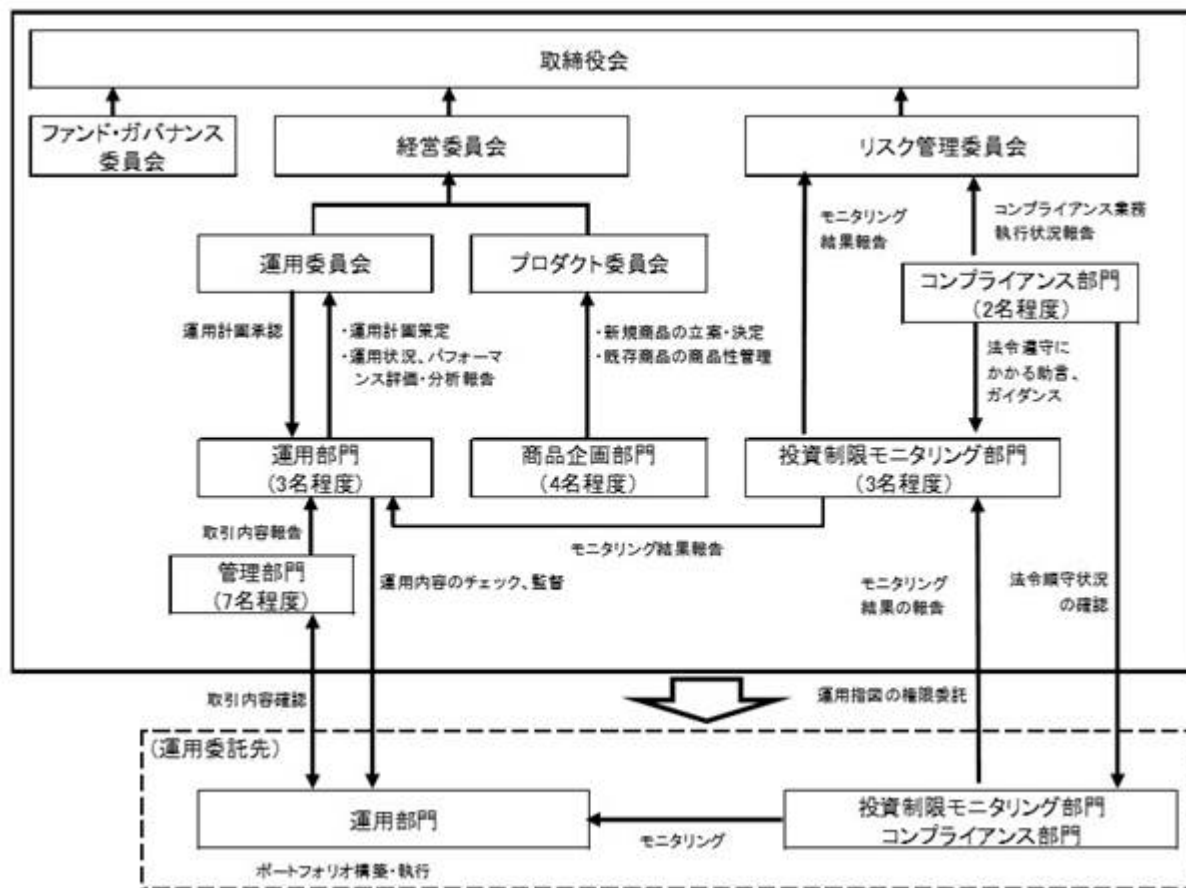 取締役会
ファンド・ガバナンス
委員会
経営委員会
リスク管理委員会
モニタリング
結果報告
コンプライアンス業務
執行状況報告
運用委員会
プロダクト委員会
コンプライアンス部門
(2名程度)
運用計画承認
・運用計画策定
・運用状況、パフォーマ
ンス評価・分析報告
・新規商品の立案・決定
・既存商品の商品性管理
法令遵守に
かかる助言、
ガイダンス
運用部門
(3名程度)
商品企画部門
(4名程度)
投資制限モニタリング部門
(3名程度)
取引内容報告
モニタリング結果報告
管理部門
(7名程度)
運用内容のチェック、監督
モニタリング
結果の報告
法令順守状況
の確認
取引内容確認
運用指図の権限委託
(運用委託先)
運用部門
モニタリング
投資制限モニタリング部門
コンプライアンス部門
ポートフォリオ構築・執行